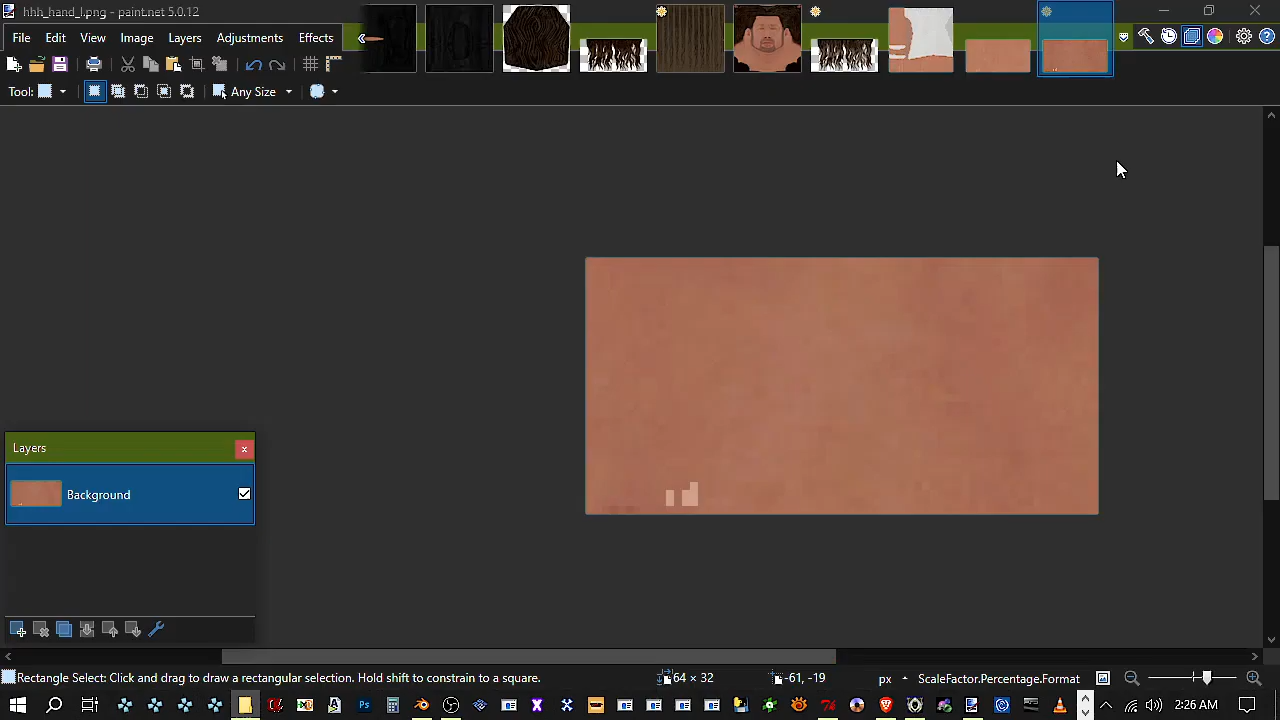 hhh_hand_l.png - paint.net 5.0.12
File Edit View Image Layers Adjustments Effects
Tool: Any Size
Layers
Background
Rectangle Select: Click and drag to draw a rectangular selection. Hold shift to constrain to a square.
64 × 32
-61, -19
px
ScaleFactor.Percentage.Format
2:26 AM